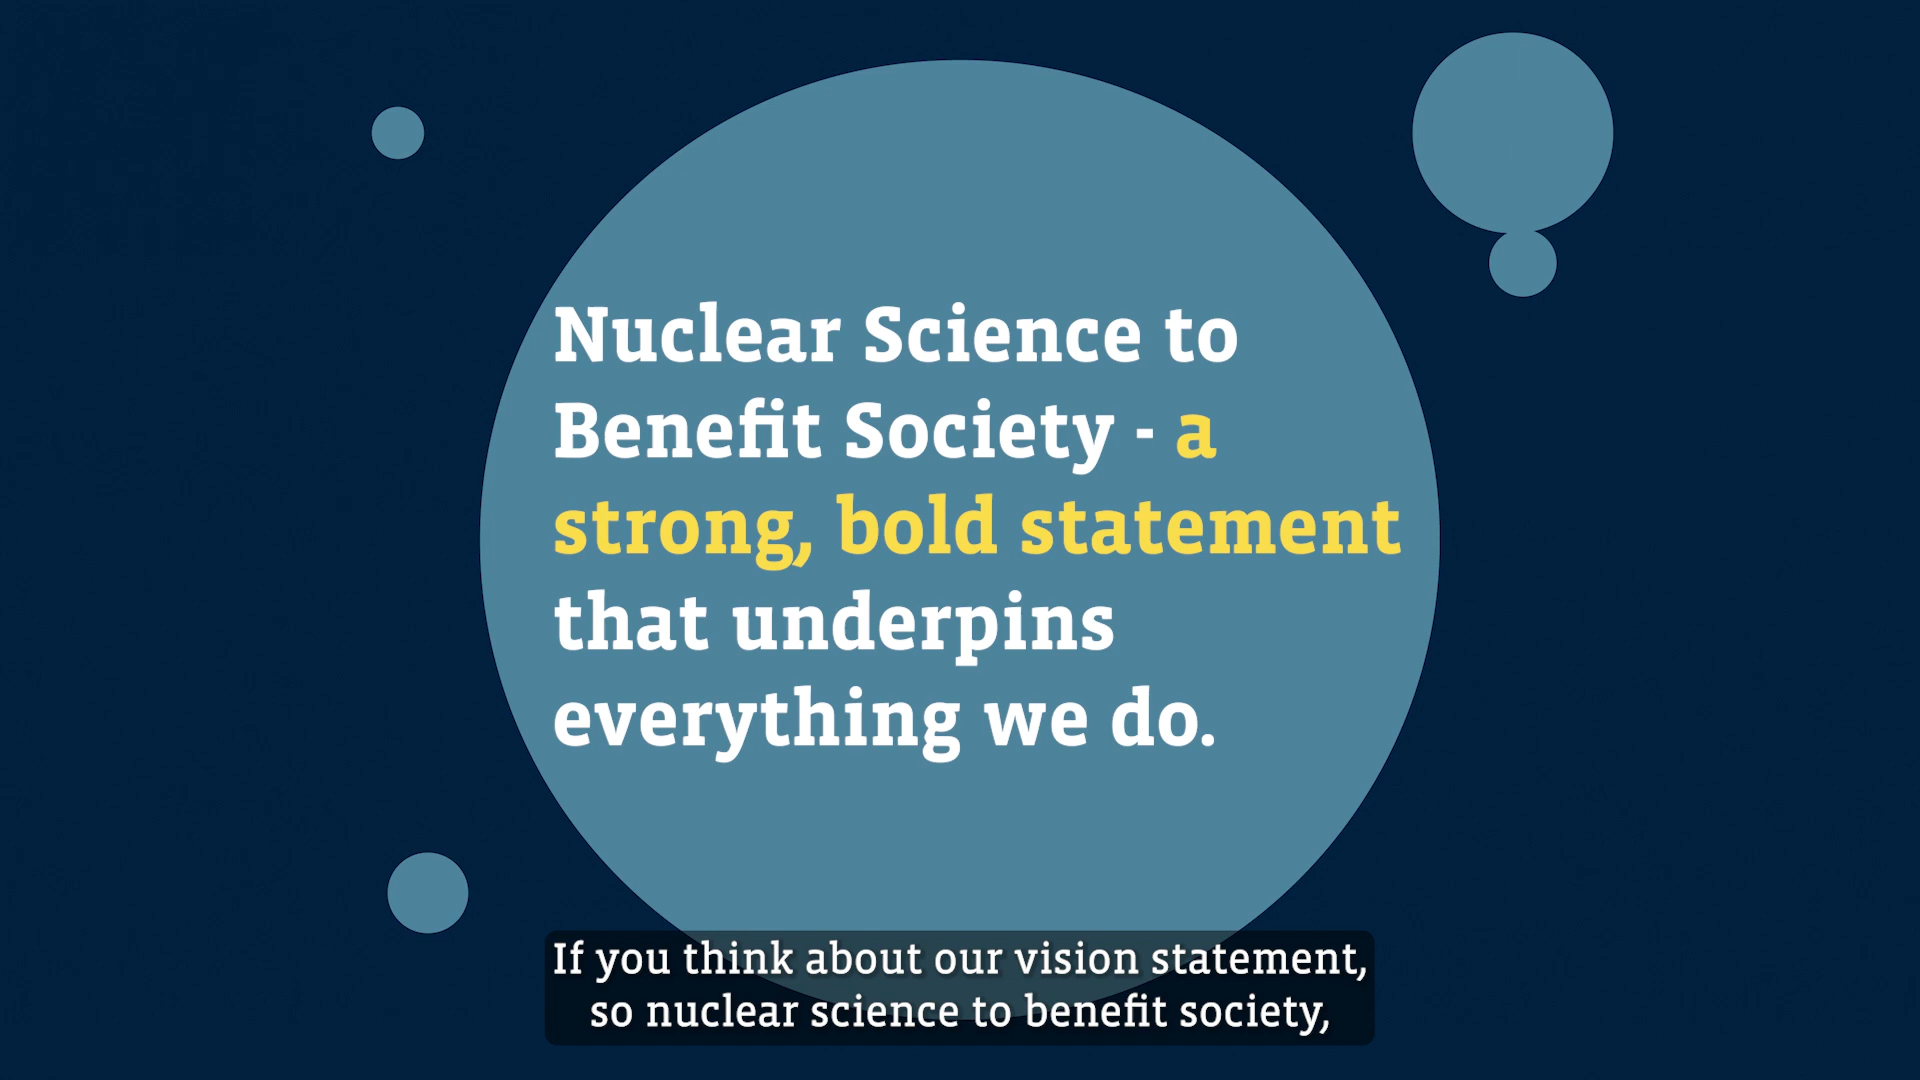 Nuclear Science to
Benefit Society - a
strong, bold statement
that underpins
everything we do.
If you think about our vision statement,
so nuclear science to benefit society,